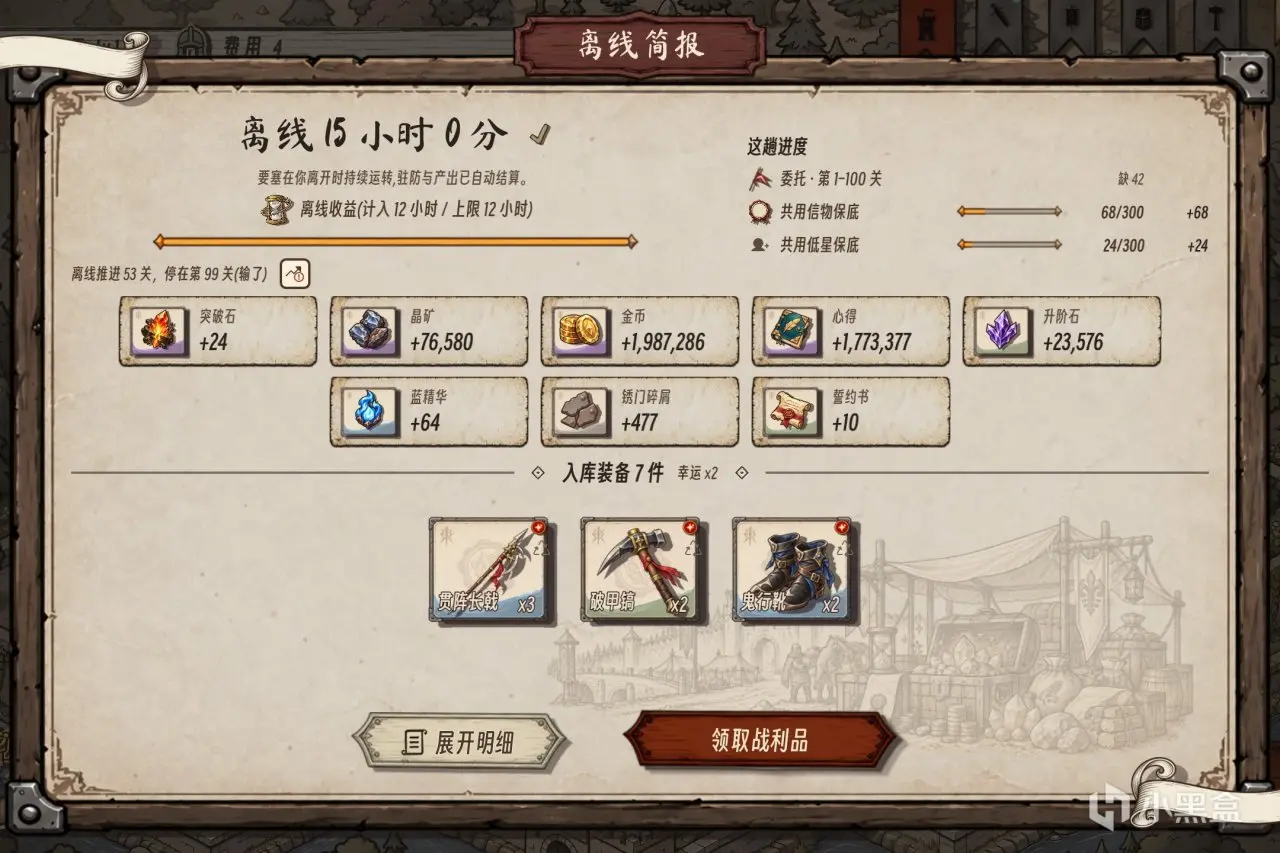 费用 4
离线简报
离线 15 小时 0 分
要塞在你离开时持续运转,驻防与产出已自动结算。
离线收益(计入 12 小时 / 上限 12 小时)
离线推进 53 关，停在第 99 关(输了)
这趟进度
委托 · 第 1-100 关 缺 42
共用信物保底 68/300 +68
共用低星保底 24/300 +24
突破石
+24
晶矿
+76,580
金币
+1,987,286
心得
+1,773,377
升阶石
+23,576
蓝精华
+64
锈门碎屑
+477
誓约书
+10
入库装备 7 件 幸运 x2
贯阵长戟 x3
破甲镐 x2
鬼行靴 x2
展开明细
领取战利品
小黑盒